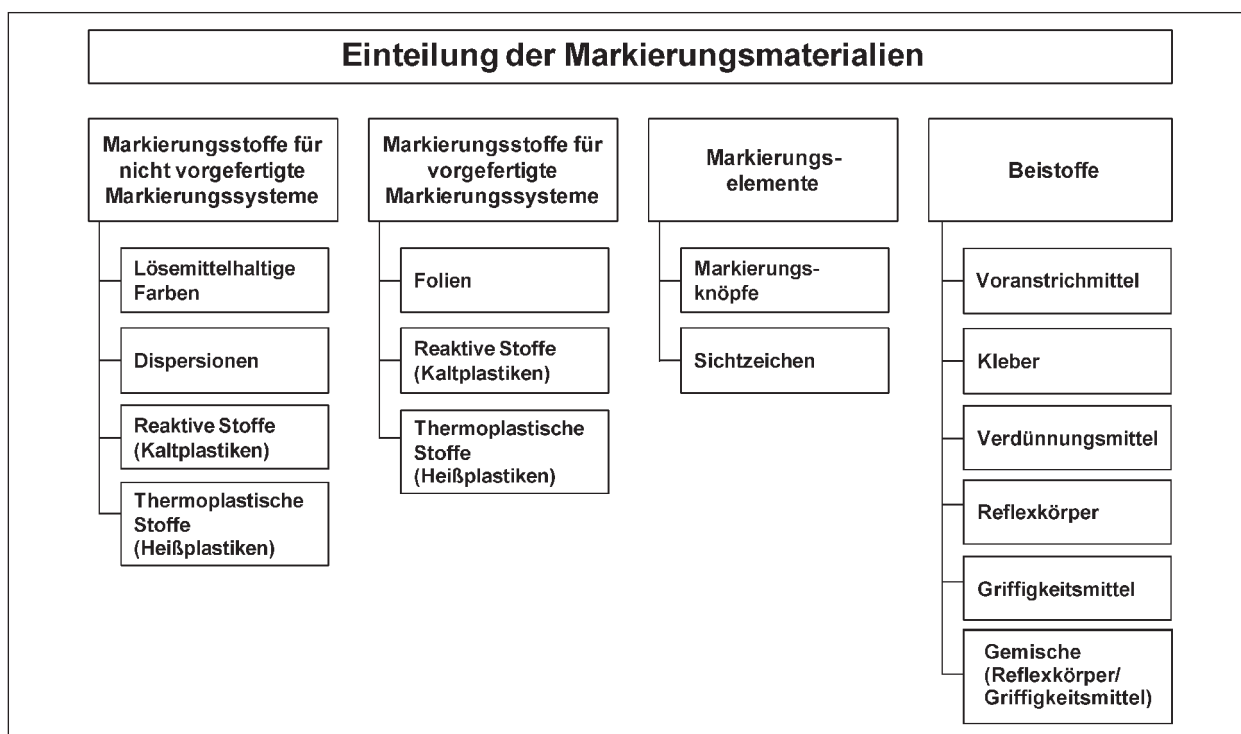 Einteilung der Markierungsmaterialien
Markierungsstoffe für
nicht vorgefertigte
Markierungssysteme
Lösemittelhaltige
Farben
Dispersionen
Reaktive Stoffe
(Kaltplastiken)
Thermoplastische
Stoffe
(Heißplastiken)
Markierungsstoffe für
vorgefertigte
Markierungssysteme
Folien
Reaktive Stoffe
(Kaltplastiken)
Thermoplastische
Stoffe
(Heißplastiken)
Markierungs-
elemente
Markierungs-
knöpfe
Sichtzeichen
Beistoffe
Voranstrichmittel
Kleber
Verdünnungsmittel
Reflexkörper
Griffigkeitsmittel
Gemische
(Reflexkörper/
Griffigkeitsmittel)